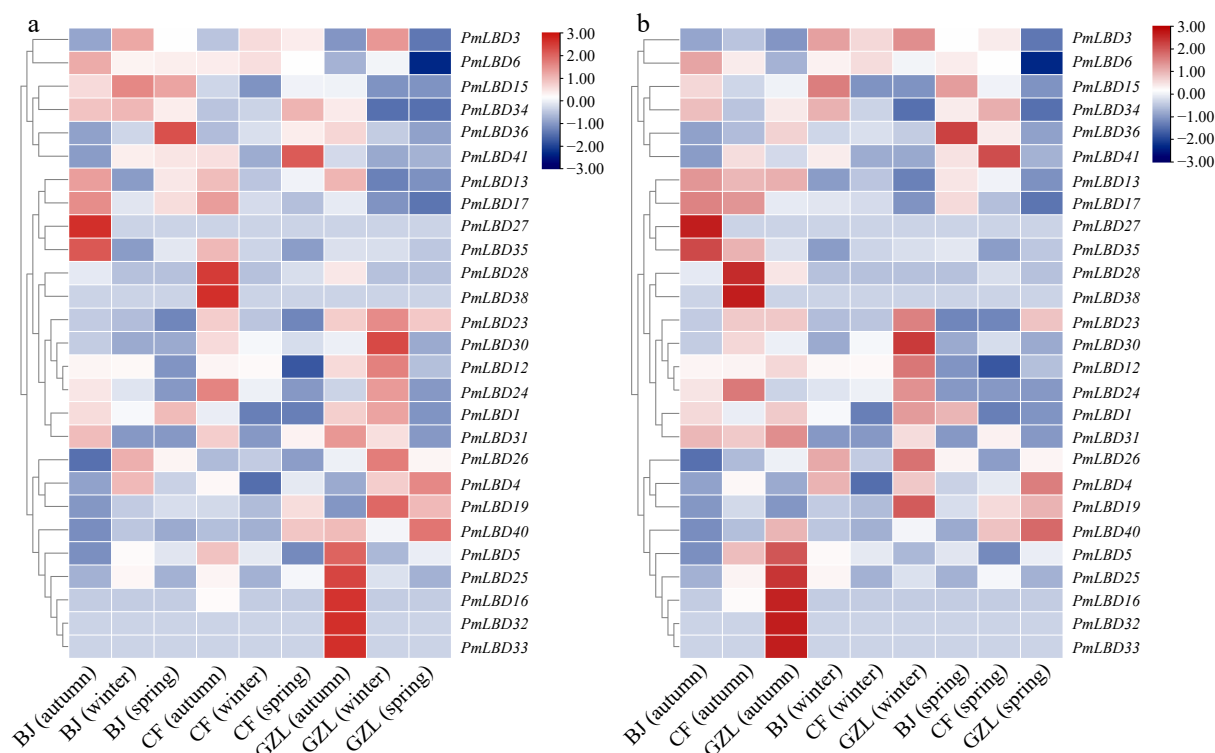 a
PmLBD3
PmLBD6
PmLBD15
PmLBD34
PmLBD36
PmLBD41
PmLBD13
PmLBD17
PmLBD27
PmLBD35
PmLBD28
PmLBD38
PmLBD23
PmLBD30
PmLBD12
PmLBD24
PmLBD1
PmLBD31
PmLBD26
PmLBD4
PmLBD19
PmLBD40
PmLBD5
PmLBD25
PmLBD16
PmLBD32
PmLBD33
3.00
2.00
1.00
0.00
−1.00
−2.00
−3.00
BJ (autumn)
BJ (winter)
BJ (spring)
CF (autumn)
CF (winter)
CF (spring)
GZL (autumn)
GZL (winter)
GZL (spring)
b
PmLBD3
PmLBD6
PmLBD15
PmLBD34
PmLBD36
PmLBD41
PmLBD13
PmLBD17
PmLBD27
PmLBD35
PmLBD28
PmLBD38
PmLBD23
PmLBD30
PmLBD12
PmLBD24
PmLBD1
PmLBD31
PmLBD26
PmLBD4
PmLBD19
PmLBD40
PmLBD5
PmLBD25
PmLBD16
PmLBD32
PmLBD33
3.00
2.00
1.00
0.00
−1.00
−2.00
−3.00
BJ (autumn)
CF (autumn)
GZL (autumn)
BJ (winter)
CF (winter)
GZL (winter)
BJ (spring)
CF (spring)
GZL (spring)